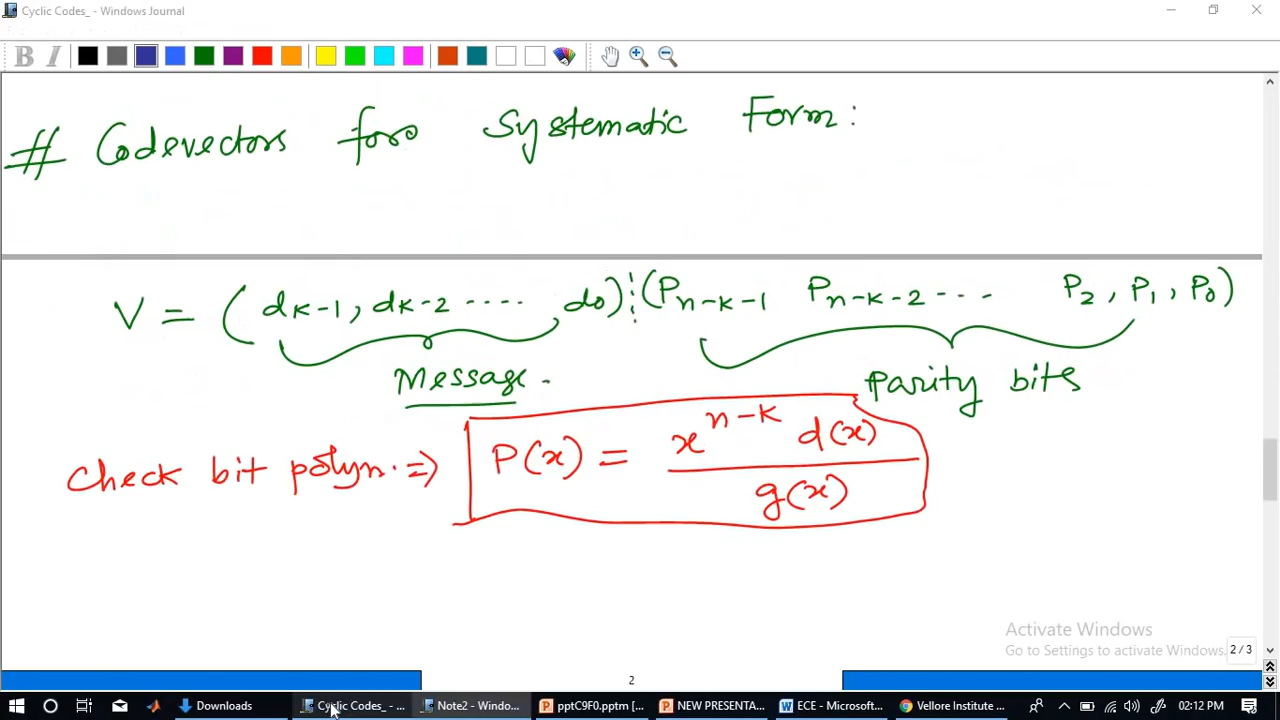 Cyclic Codes_ - Windows Journal
B I
# Codevectors for Systematic Form:
V = (dk-1, dk-2 .... do) ⋮ (Pn-k-1 Pn-k-2 ... P2, P1, P0)
Message. Parity bits
Check bit polyn. ⇒ P(x) = x^n-k d(x) / g(x)
Activate Windows
Go to Settings to activate Windows.
2 / 3
2
Downloads Cyclic Codes_ - ... Note2 - Windo... pptC9F0.pptm [... NEW PRESENTA... ECE - Microsoft... Vellore Institute ... 02:12 PM